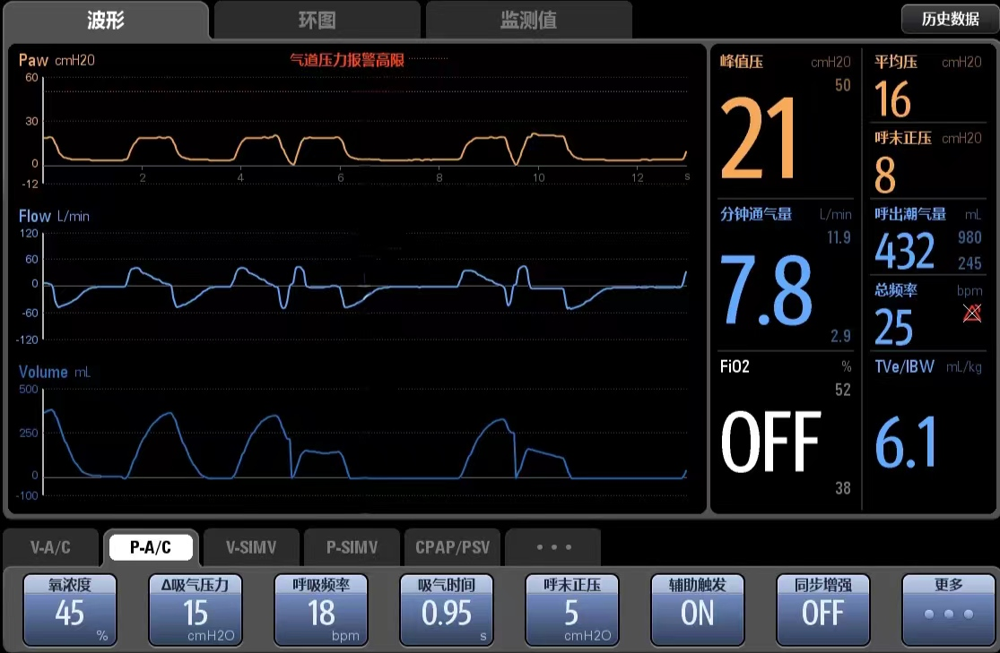 波形 环图 监测值 历史数据
Paw cmH2O 气道压力报警高限
60
30
0
-12
2 4 6 8 10 12 s
Flow L/min
120
60
0
-60
-120
Volume mL
500
250
0
-100
峰值压 cmH2O
50
21
平均压 cmH2O
16
呼末正压 cmH2O
8
分钟通气量 L/min
11.9
7.8
2.9
呼出潮气量 mL
980
432
245
总频率 bpm
25
FiO2 %
52
OFF
38
TVe/IBW mL/kg
6.1
V-A/C P-A/C V-SIMV P-SIMV CPAP/PSV •••
氧浓度 Δ吸气压力 呼吸频率 吸气时间 呼末正压 辅助触发 同步增强 更多
45 15 18 0.95 5 ON OFF •••
% cmH2O bpm s cmH2O